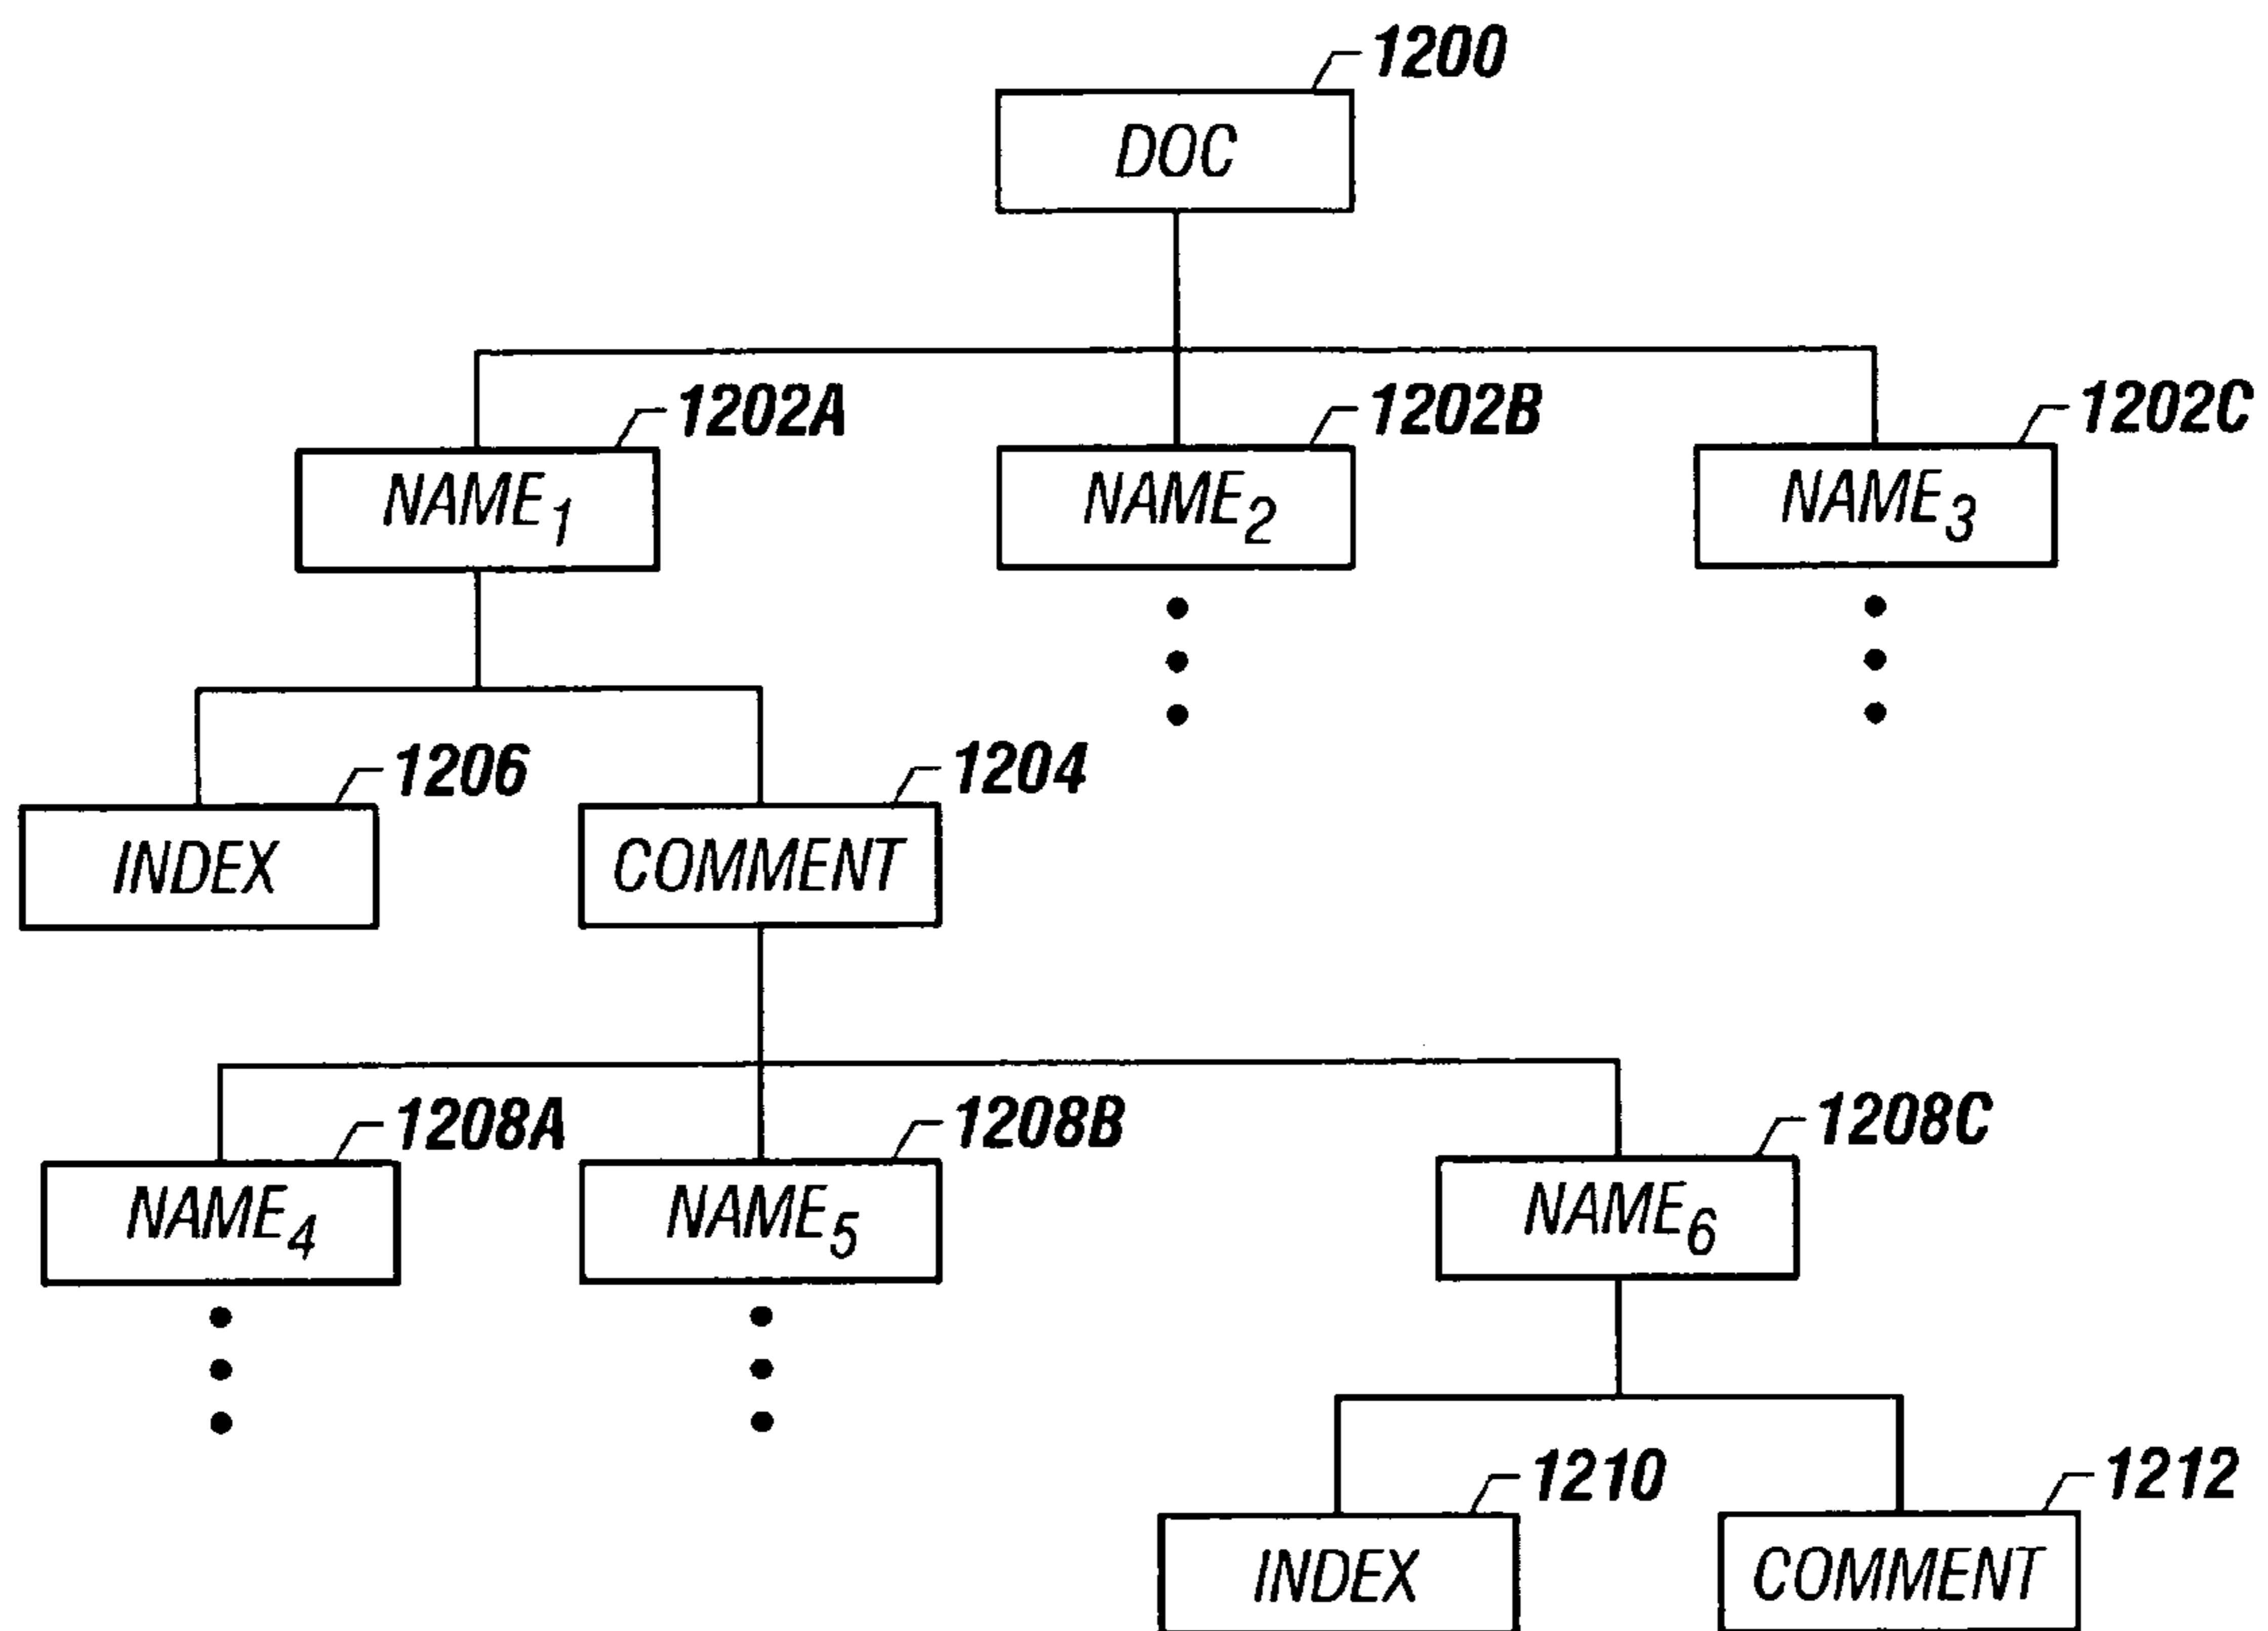 1200
DOC
1202A
1202B
1202C
NAME1
NAME2
NAME3
1206
1204
INDEX
COMMENT
1208A
1208B
1208C
NAME4
NAME5
NAME6
1210
1212
INDEX
COMMENT